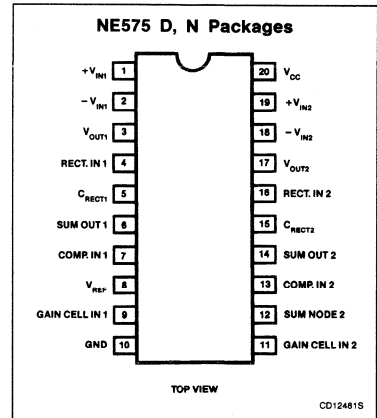 NE575 D, N Packages
+VIN1 1 20 VCC
−VIN1 2 19 +VIN2
VOUT1 3 18 −VIN2
RECT. IN 1 4 17 VOUT2
CRECT1 5 16 RECT. IN 2
SUM OUT 1 6 15 CRECT2
COMP. IN 1 7 14 SUM OUT 2
VREF 8 13 COMP. IN 2
GAIN CELL IN 1 9 12 SUM NODE 2
GND 10 11 GAIN CELL IN 2
TOP VIEW
CD12481S